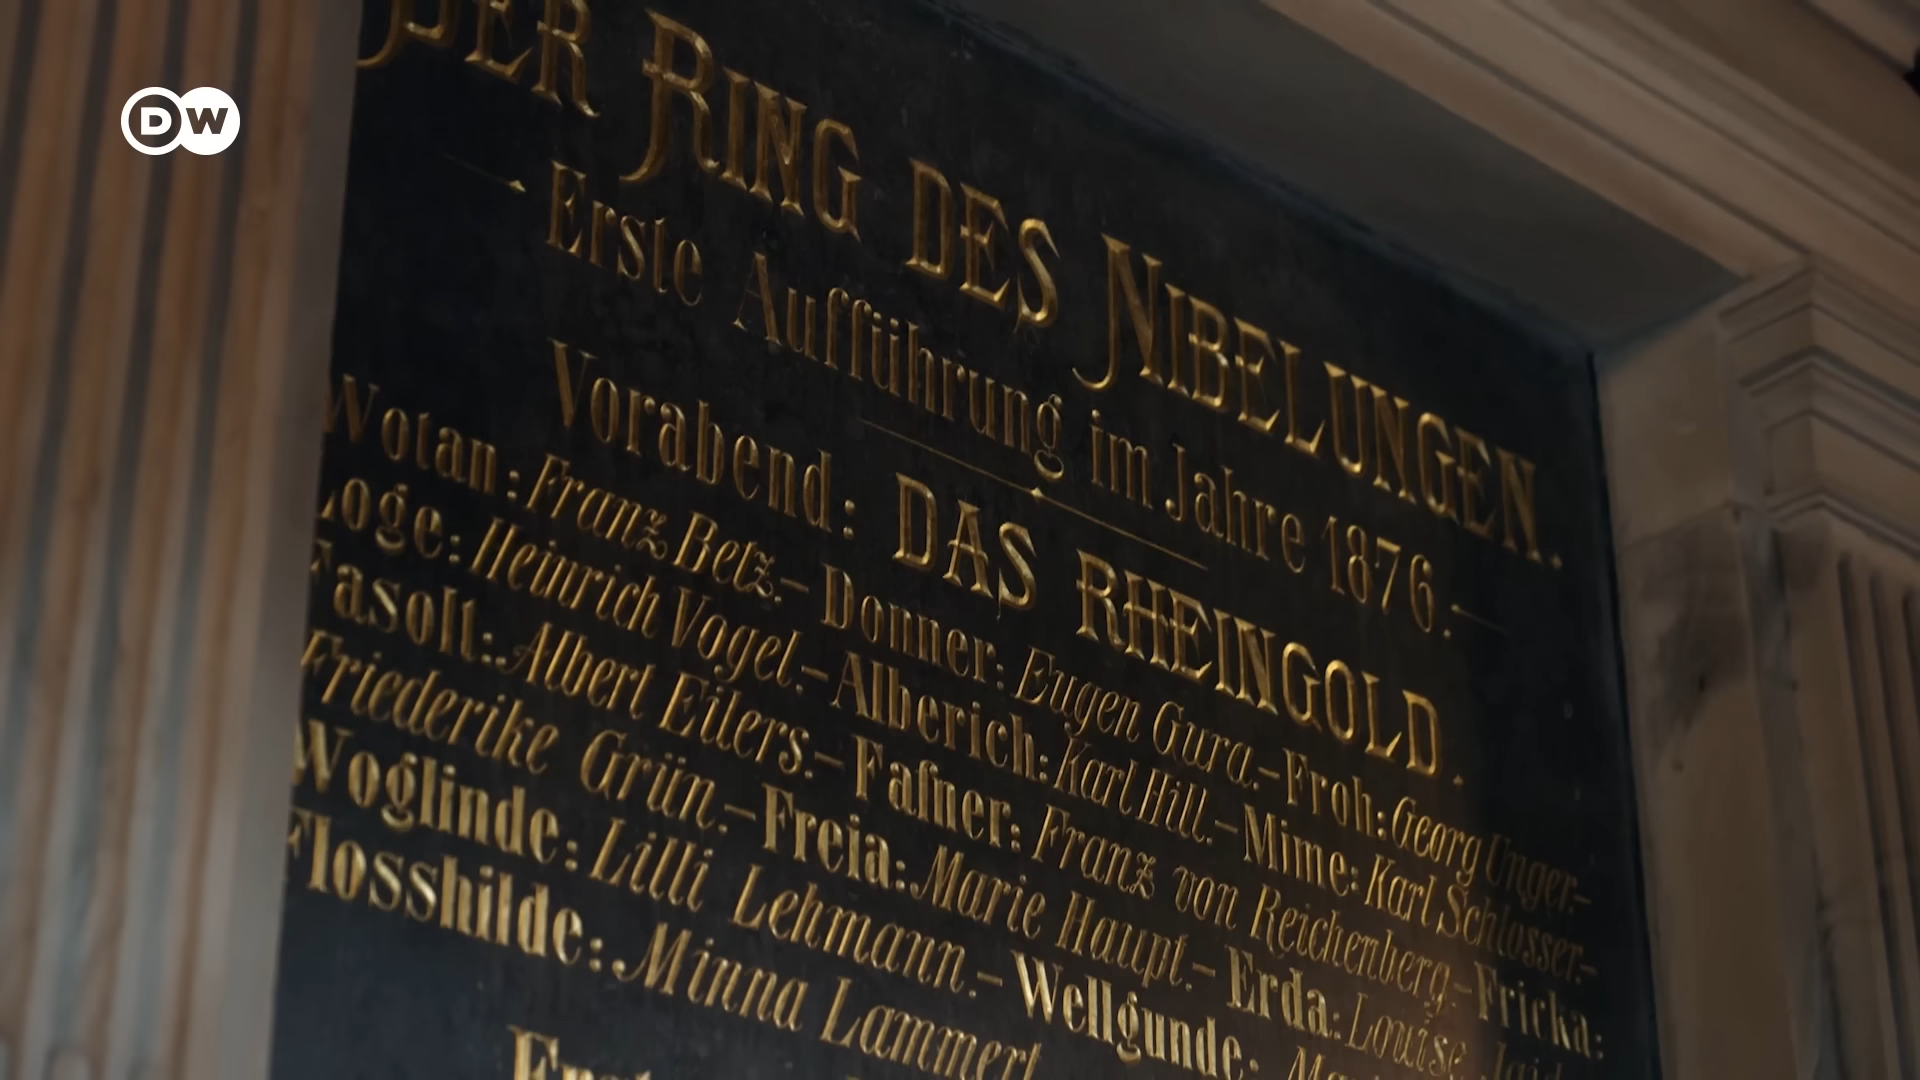 DW
DER RING DES NIBELUNGEN.
Erste Aufführung im Jahre 1876.
Vorabend: DAS RHEINGOLD.
Wotan: Franz Betz.– Donner: Eugen Gura.– Froh: Georg Unger.–
Loge: Heinrich Vogel.– Alberich: Karl Hill.– Mime: Karl Schlosser.–
Fasolt: Albert Eilers.– Fafner: Franz von Reichenberg.– Fricka:
Friederike Grün.– Freia: Marie Haupt.– Erda: Louise
Woglinde: Lilli Lehmann.– Wellgunde:
Flosshilde: Minna Lammert